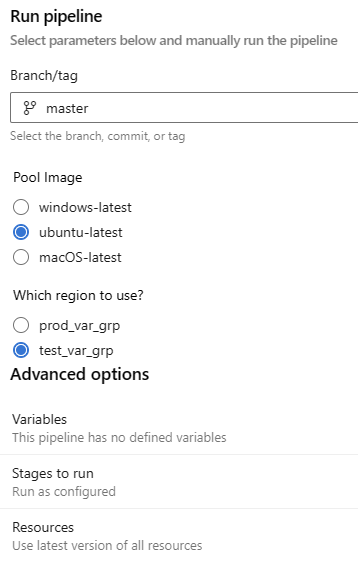 Run pipeline
Select parameters below and manually run the pipeline
Branch/tag
master
Select the branch, commit, or tag
Pool Image
windows-latest
ubuntu-latest
macOS-latest
Which region to use?
prod_var_grp
test_var_grp
Advanced options
Variables
This pipeline has no defined variables
Stages to run
Run as configured
Resources
Use latest version of all resources